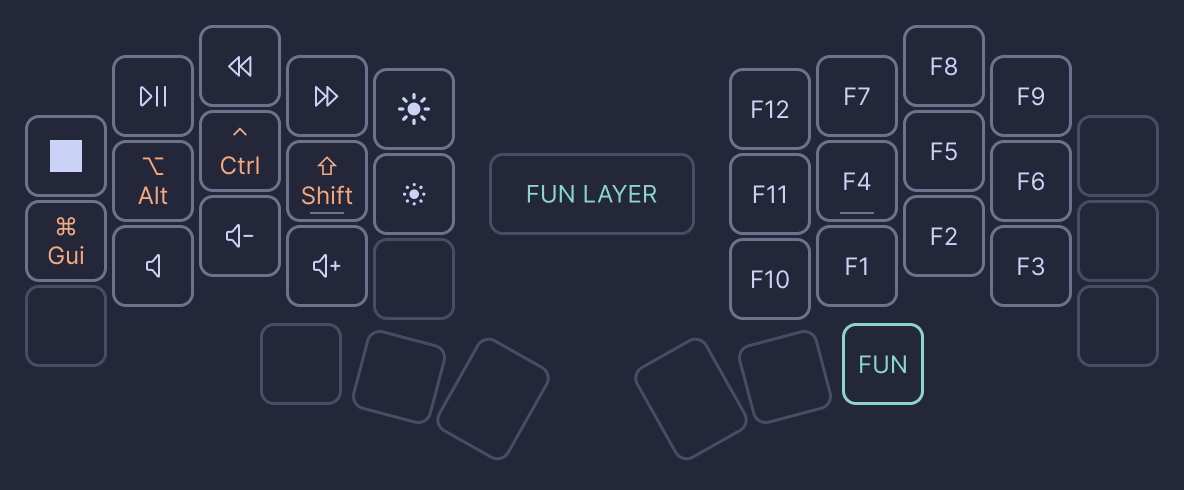 F8
F7
F9
F12
Ctrl
F5
Alt
Shift
FUN LAYER
F11
F4
F6
Gui
F2
F10
F1
F3
FUN